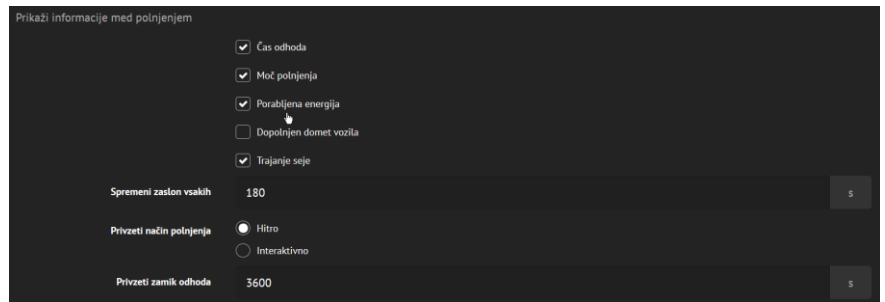 Prikaži informacije med polnjenjem
Čas odhoda
Moč polnjenja
Porabljena energija
Dopolnjen domet vozila
Trajanje seje
Spremeni zaslon vsakih 180 s
Privzeti način polnjenja Hitro
Interaktivno
Privzeti zamik odhoda 3600 s